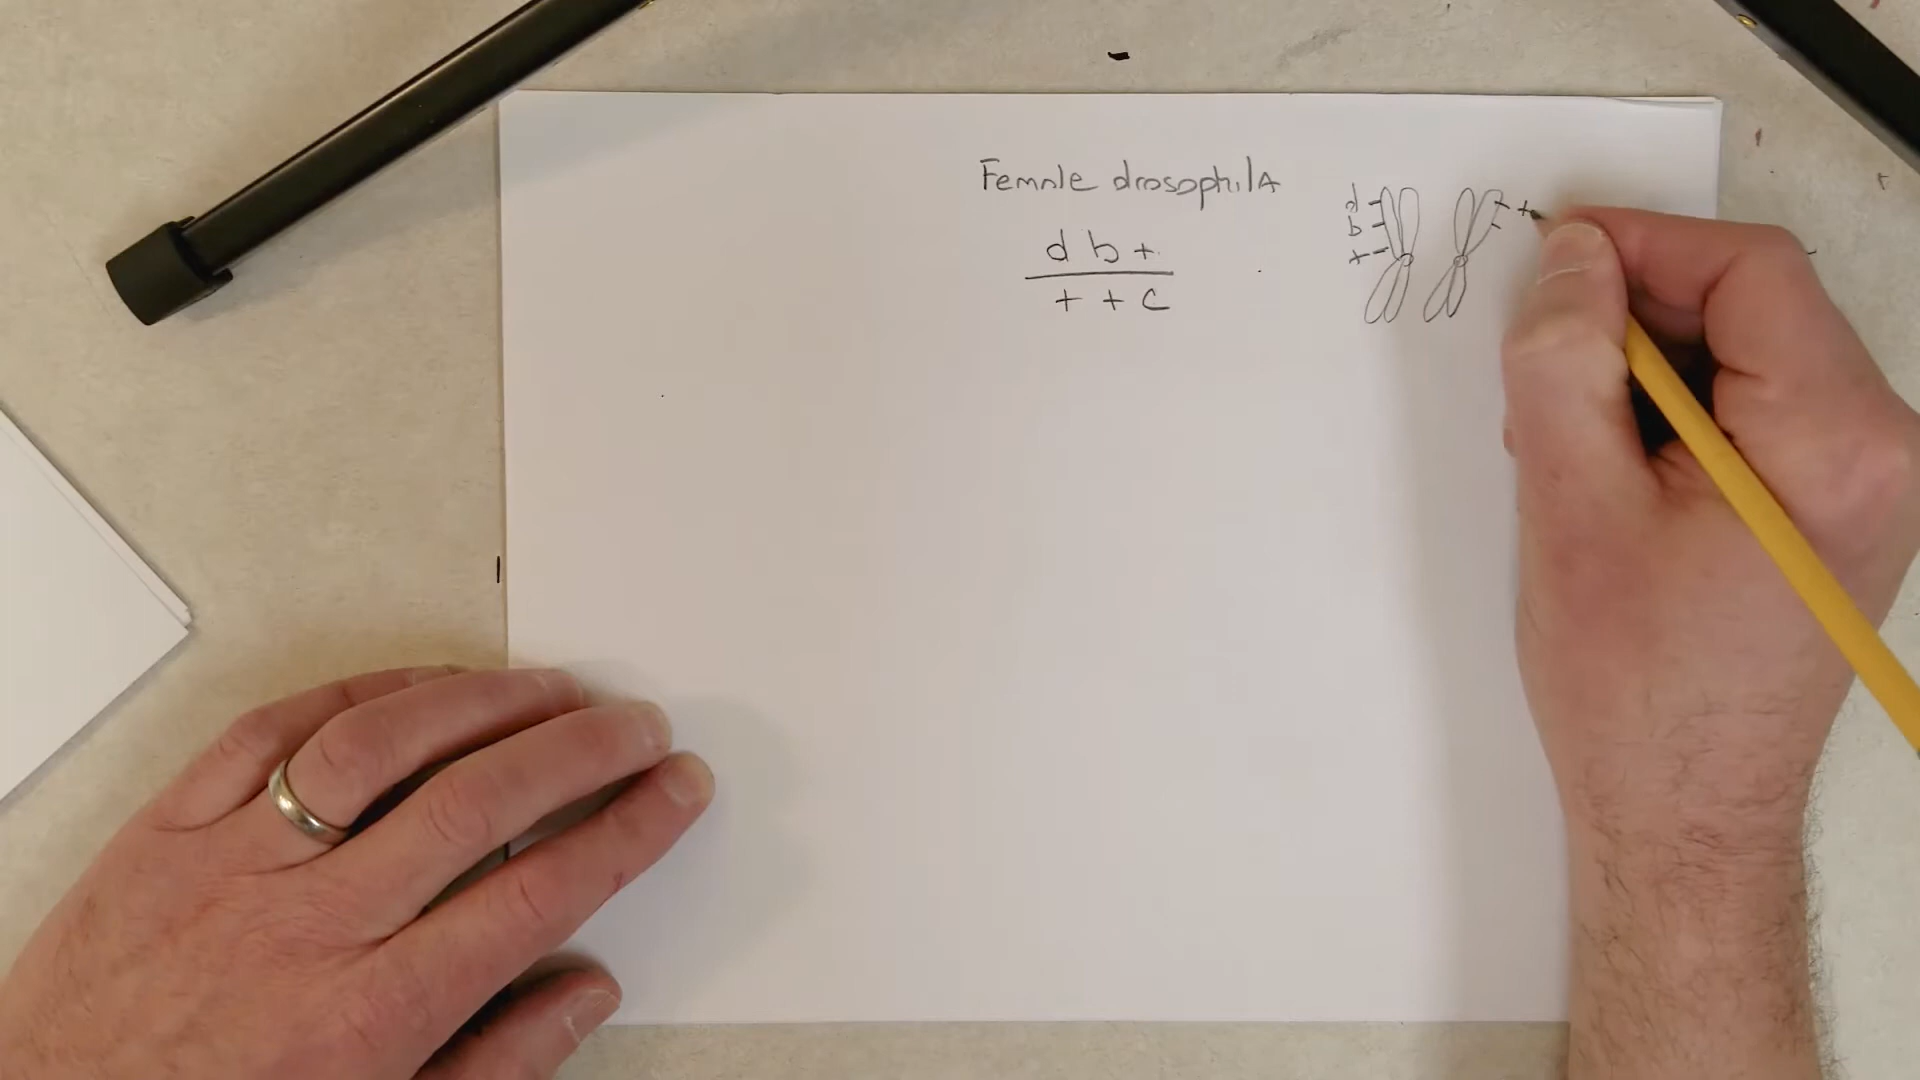 Female drosophilA
d b +
+ + c
d
b
+
+